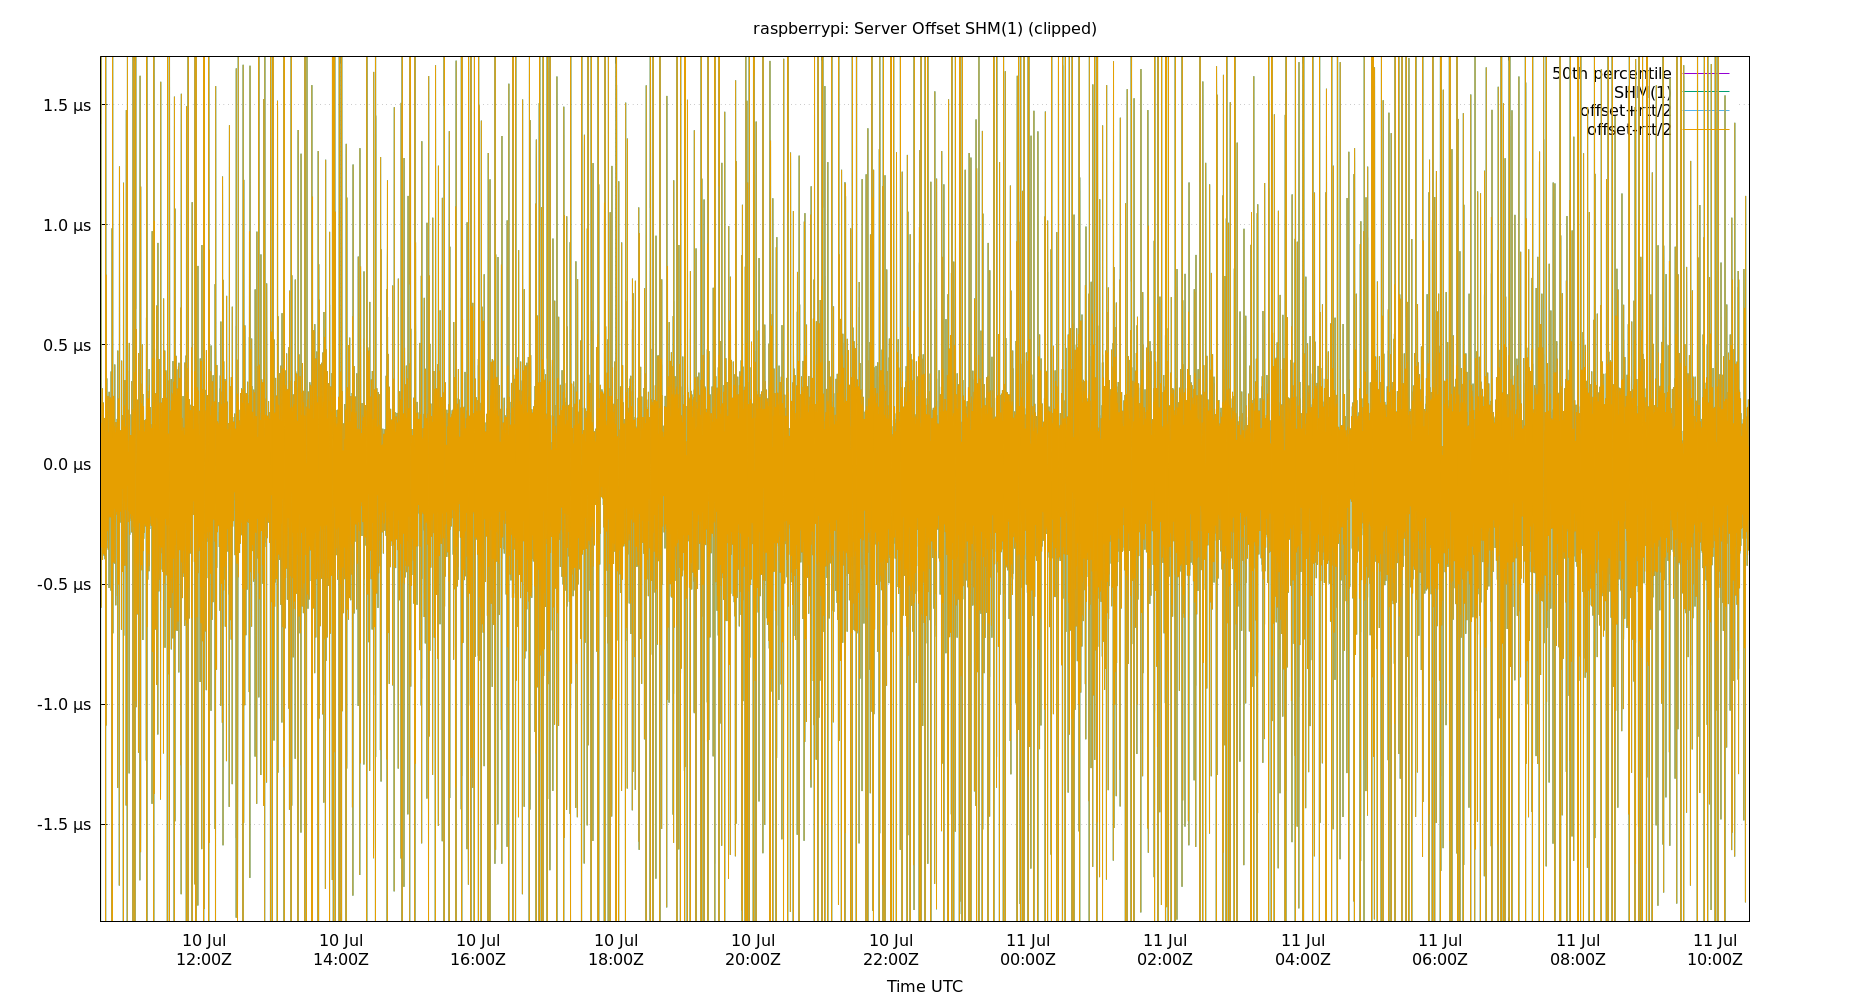 raspberrypi: Server Offset SHM(1) (clipped)
50th percentile
SHM(1)
offset+rtt/2
offset-rtt/2
1.5 µs
1.0 µs
0.5 µs
0.0 µs
-0.5 µs
-1.0 µs
-1.5 µs
10 Jul 10 Jul 10 Jul 10 Jul 10 Jul 10 Jul 11 Jul 11 Jul 11 Jul 11 Jul 11 Jul 11 Jul
12:00Z 14:00Z 16:00Z 18:00Z 20:00Z 22:00Z 00:00Z 02:00Z 04:00Z 06:00Z 08:00Z 10:00Z
Time UTC